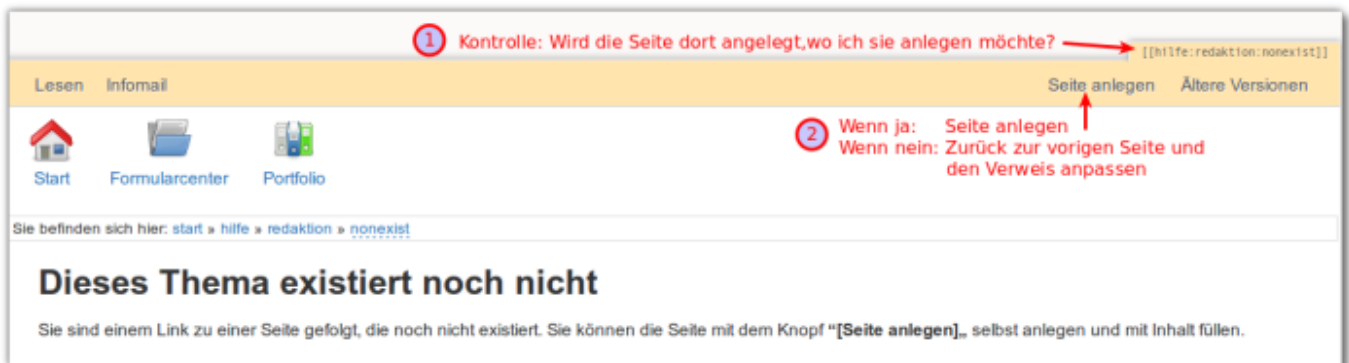 1 Kontrolle: Wird die Seite dort angelegt,wo ich sie anlegen möchte?
[[hilfe:redaktion:nonexist]]
Lesen Infomail Seite anlegen Ältere Versionen
2 Wenn ja: Seite anlegen
Wenn nein: Zurück zur vorigen Seite und
den Verweis anpassen
Start Formularcenter Portfolio
Sie befinden sich hier: start » hilfe » redaktion » nonexist
Dieses Thema existiert noch nicht
Sie sind einem Link zu einer Seite gefolgt, die noch nicht existiert. Sie können die Seite mit dem Knopf “[Seite anlegen]„ selbst anlegen und mit Inhalt füllen.